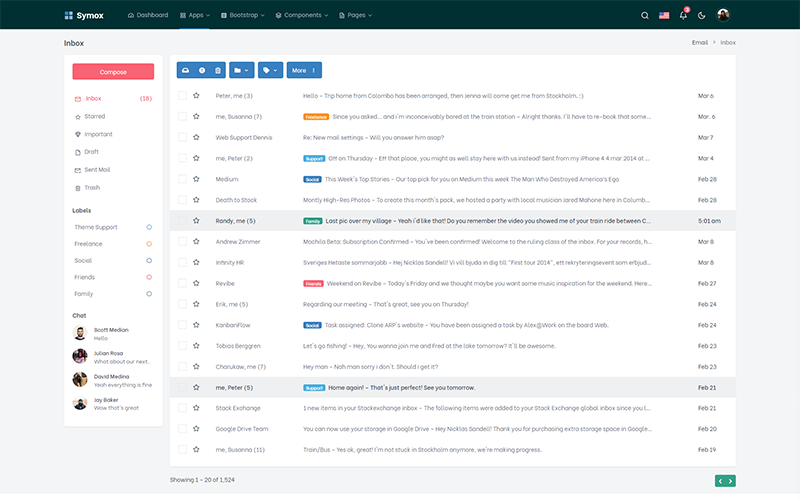 Symox Dashboard Apps Bootstrap Components Pages 3
Inbox Email > Inbox
Compose
Inbox (18)
Starred
Important
Draft
Sent Mail
Trash
Labels
Theme Support
Freelance
Social
Friends
Family
Chat
Scott Median
Hello
Julian Rosa
What about our next..
David Medina
Yeah everything is fine
Jay Baker
Wow that's great
More
Peter, me (3) Hello – Trip home from Colombo has been arranged, then Jenna will come get me from Stockholm. :) Mar 6
me, Susanna (7) Freelance Since you asked... and i'm inconceivably bored at the train station – Alright thanks. I'll have to re-book that some... Mar 6
Web Support Dennis Re: New mail settings – Will you answer him asap? Mar 7
me, Peter (2) Support Off on Thursday - Eff that place, you might as well stay here with us instead! Sent from my iPhone 4 4 mar 2014 at ... Mar 4
Medium Social This Week's Top Stories – Our top pick for you on Medium this week The Man Who Destroyed America's Ego Feb 28
Death to Stock Montly High-Res Photos – To create this month's pack, we hosted a party with local musician Jared Mahone here in Columb... Feb 28
Randy, me (5) Family Last pic over my village – Yeah i'd like that! Do you remember the video you showed me of your train ride between C... 5:01 am
Andrew Zimmer Mochila Beta: Subscription Confirmed – You've been confirmed! Welcome to the ruling class of the inbox. For your records, h... Mar 8
Infinity HR Sveriges Hetaste sommarjobb – Hej Nicklas Sandell! Vi vill bjuda in dig till "First tour 2014", ett rekryteringsevent som erbjud... Mar 8
Revibe Friends Weekend on Revibe – Today's Friday and we thought maybe you want some music inspiration for the weekend. Here... Feb 27
Erik, me (5) Regarding our meeting – That's great, see you on Thursday! Feb 24
KanbanFlow Social Task assigned: Clone ARP's website – You have been assigned a task by Alex@Work on the board Web. Feb 24
Tobias Berggren Let's go fishing! – Hey, You wanna join me and Fred at the lake tomorrow? It'll be awesome. Feb 23
Charukaw, me (7) Hey man – Nah man sorry i don't. Should i get it? Feb 23
me, Peter (5) Support Home again! – That's just perfect! See you tomorrow. Feb 21
Stack Exchange 1 new items in your Stackexchange inbox – The following items were added to your Stack Exchange global inbox since you l... Feb 21
Google Drive Team You can now use your storage in Google Drive – Hey Nicklas Sandell! Thank you for purchasing extra storage space in Google... Feb 20
me, Susanna (11) Train/Bus – Yes ok, great! I'm not stuck in Stockholm anymore, we're making progress. Feb 19
Showing 1 - 20 of 1,524